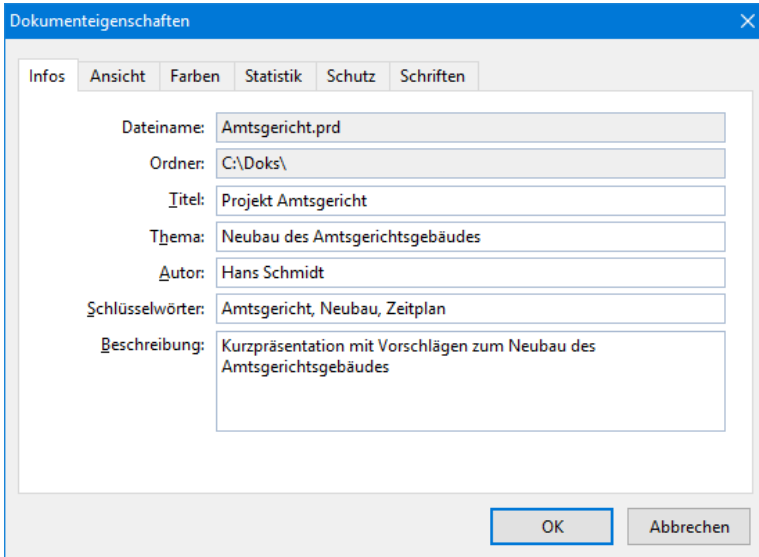 Dokumenteigenschaften
Infos Ansicht Farben Statistik Schutz Schriften
Dateiname: Amtsgericht.prd
Ordner: C:\Doks\
Titel: Projekt Amtsgericht
Thema: Neubau des Amtsgerichtsgebäudes
Autor: Hans Schmidt
Schlüsselwörter: Amtsgericht, Neubau, Zeitplan
Beschreibung: Kurzpräsentation mit Vorschlägen zum Neubau des
Amtsgerichtsgebäudes
OK Abbrechen